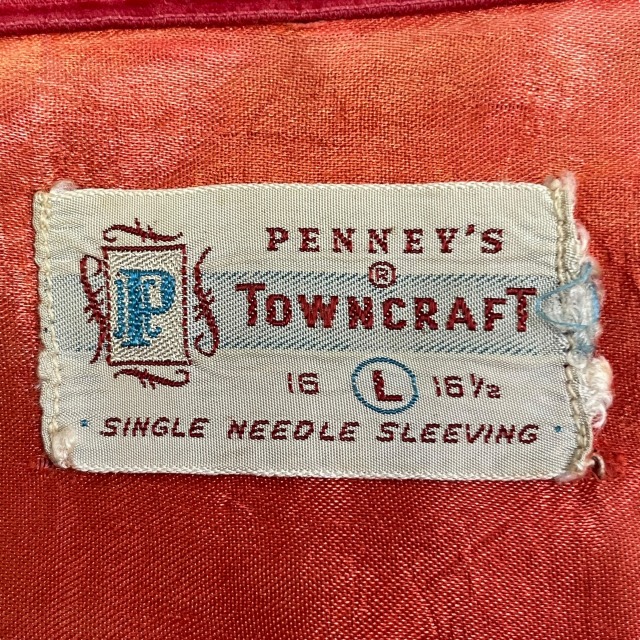 P
PENNEY'S
®
TOWNCRAFT
16 L 16½
· SINGLE NEEDLE SLEEVING ·